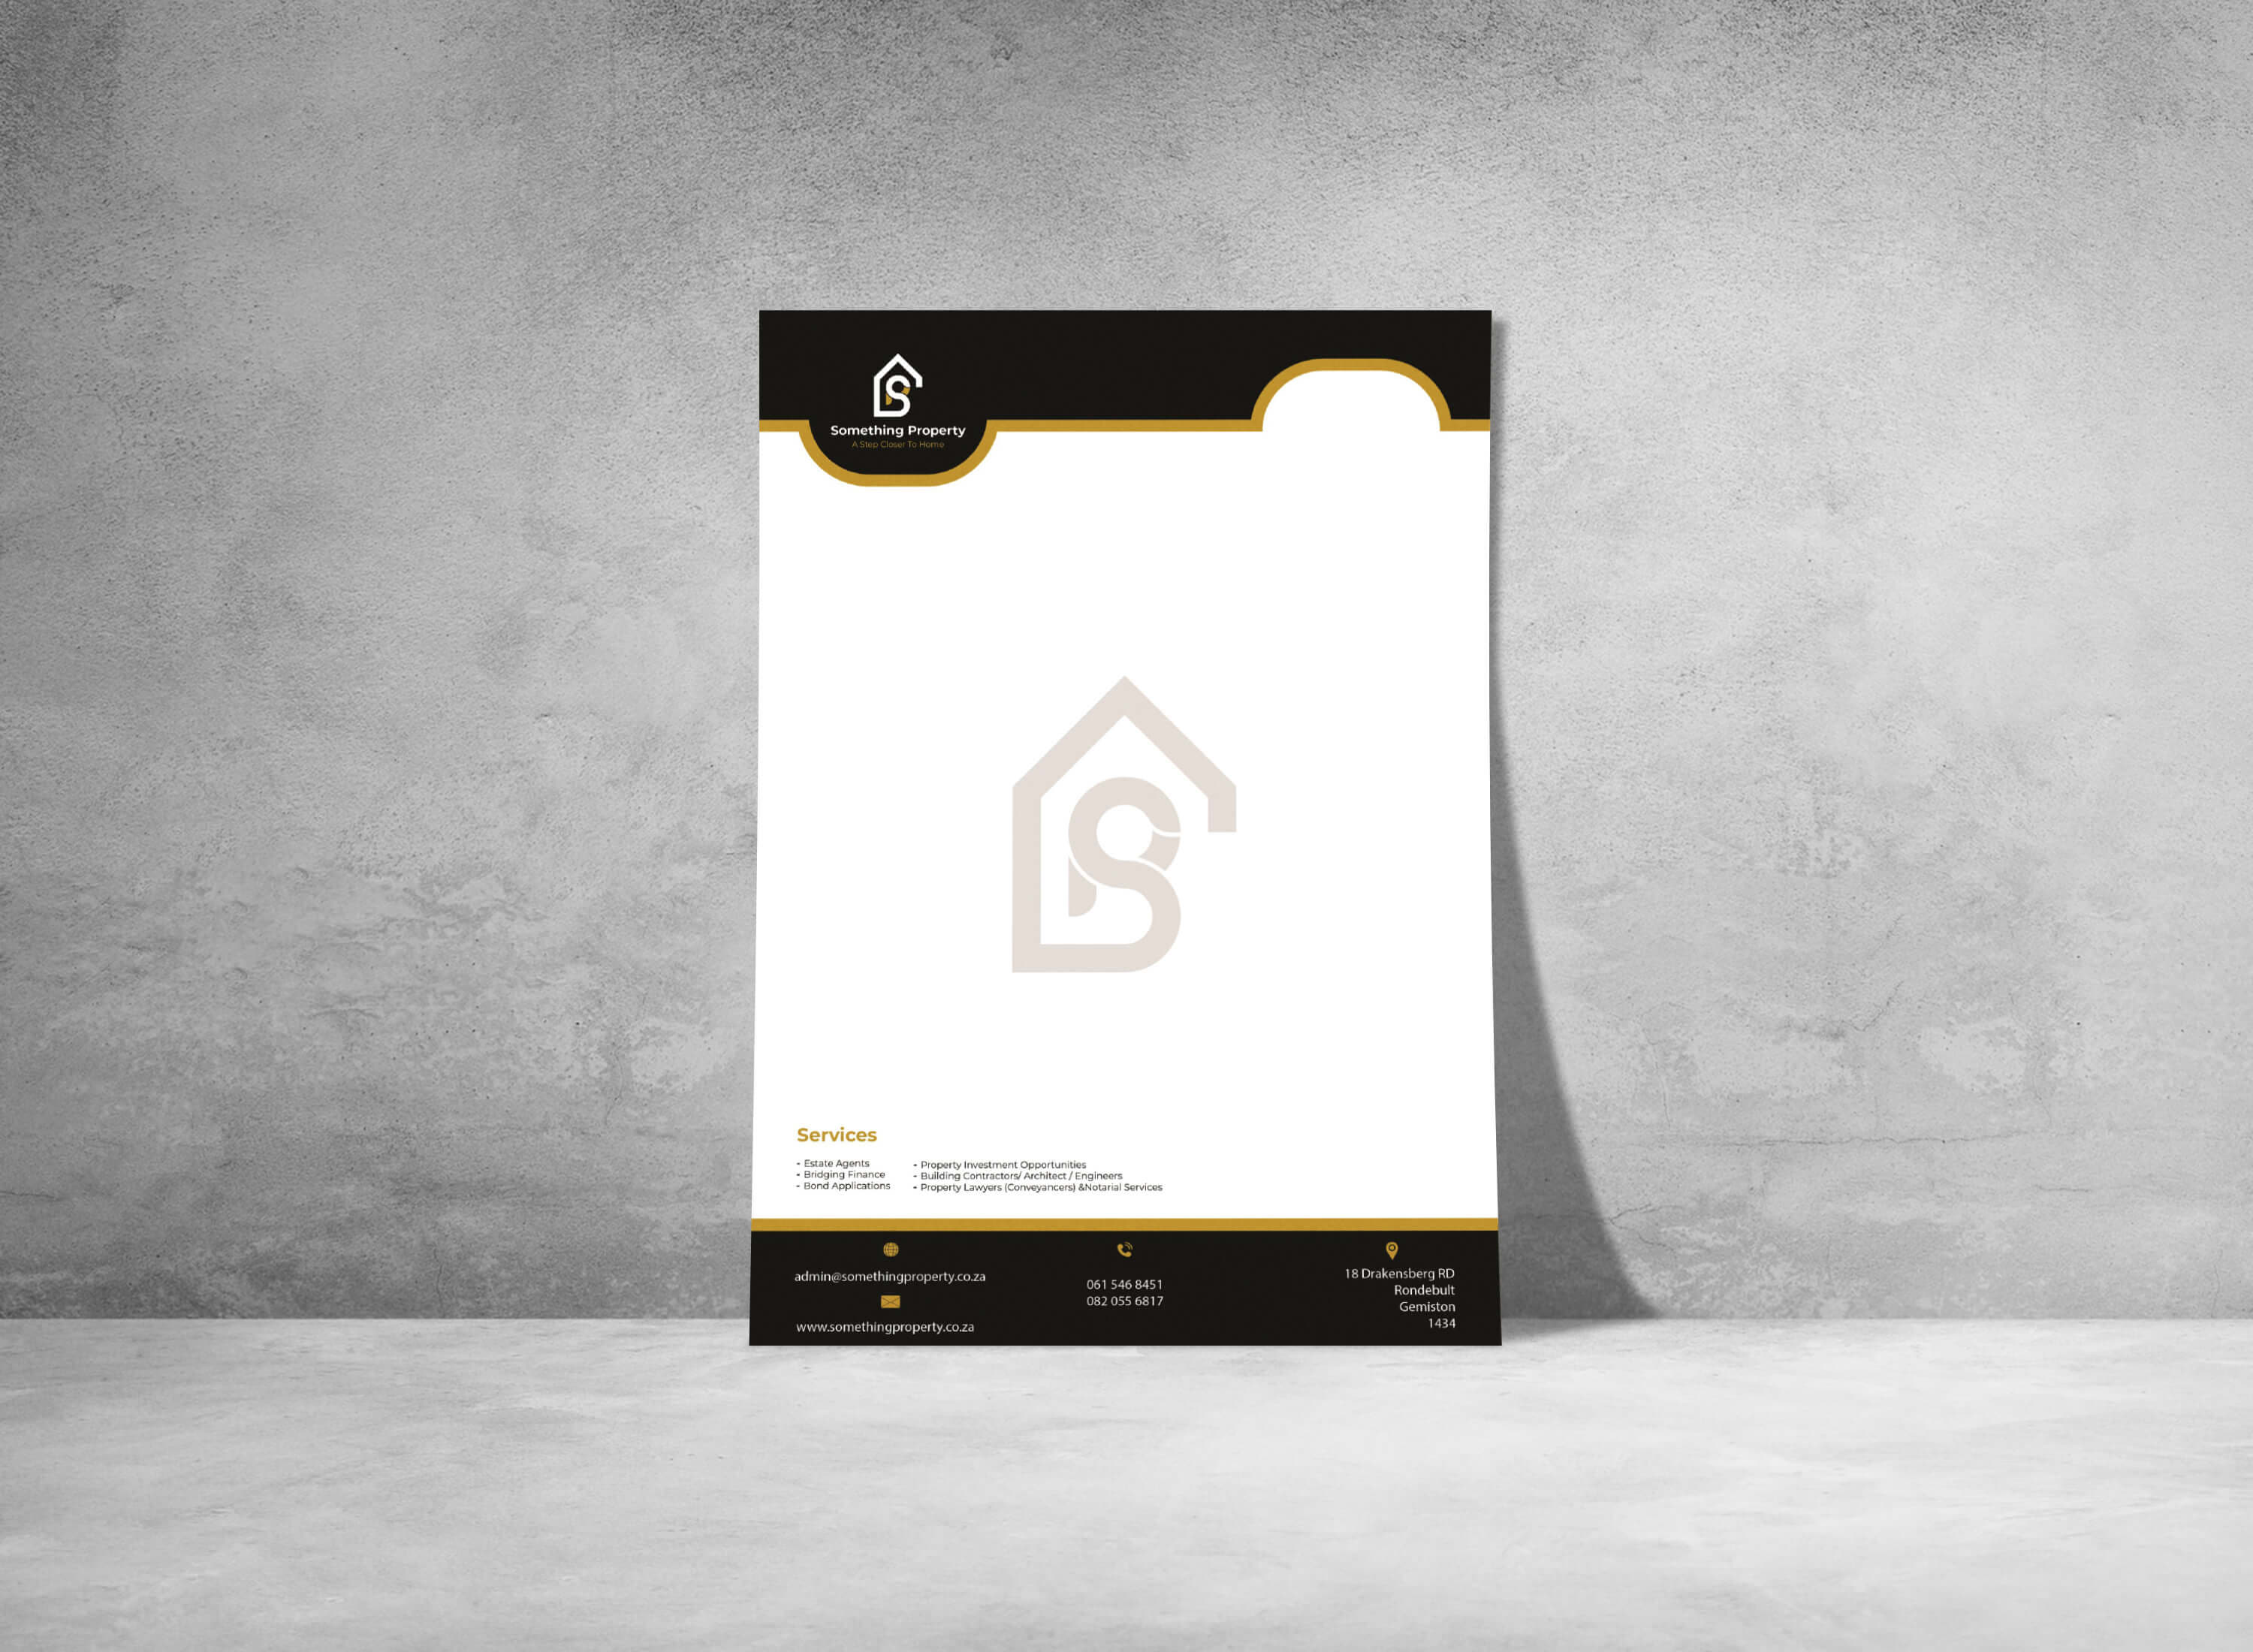 Something Property
A Step Closer To Home
Services
- Estate Agents
- Bridging Finance
- Bond Applications
- Property Investment Opportunities
- Building Contractors/ Architect / Engineers
- Property Lawyers (Conveyancers) &Notarial Services
admin@somethingproperty.co.za
www.somethingproperty.co.za
061 546 8451
082 055 6817
18 Drakensberg RD
Rondebult
Gemiston
1434